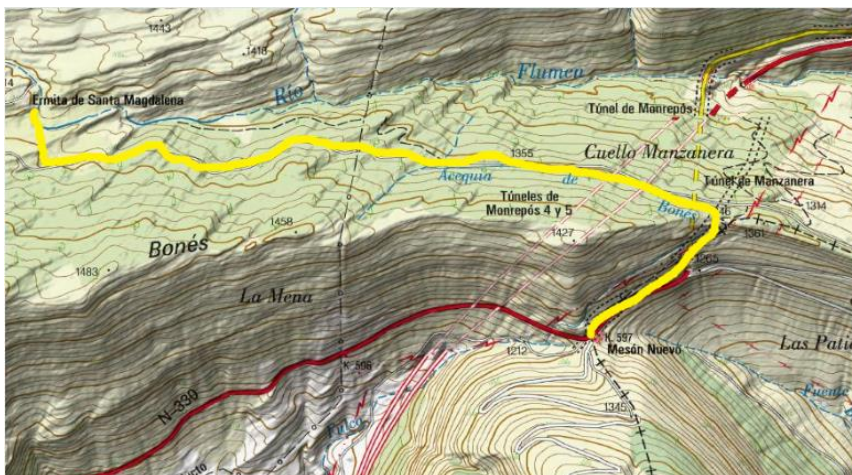 1443
1418
Flumen
Río
Ermita de Santa Magdalena
Túnel de Monrepós
1355
Cuello Manzanera
Acequia de
Bonés
Túnel de Manzanera
Túneles de
Monrepós 4 y 5
1314
1361
1265
1458
1427
Bonés
1483
La Mena
K. 597
Mesón Nuevo
Las
1212
K. 598
N-330
1345
Fuente